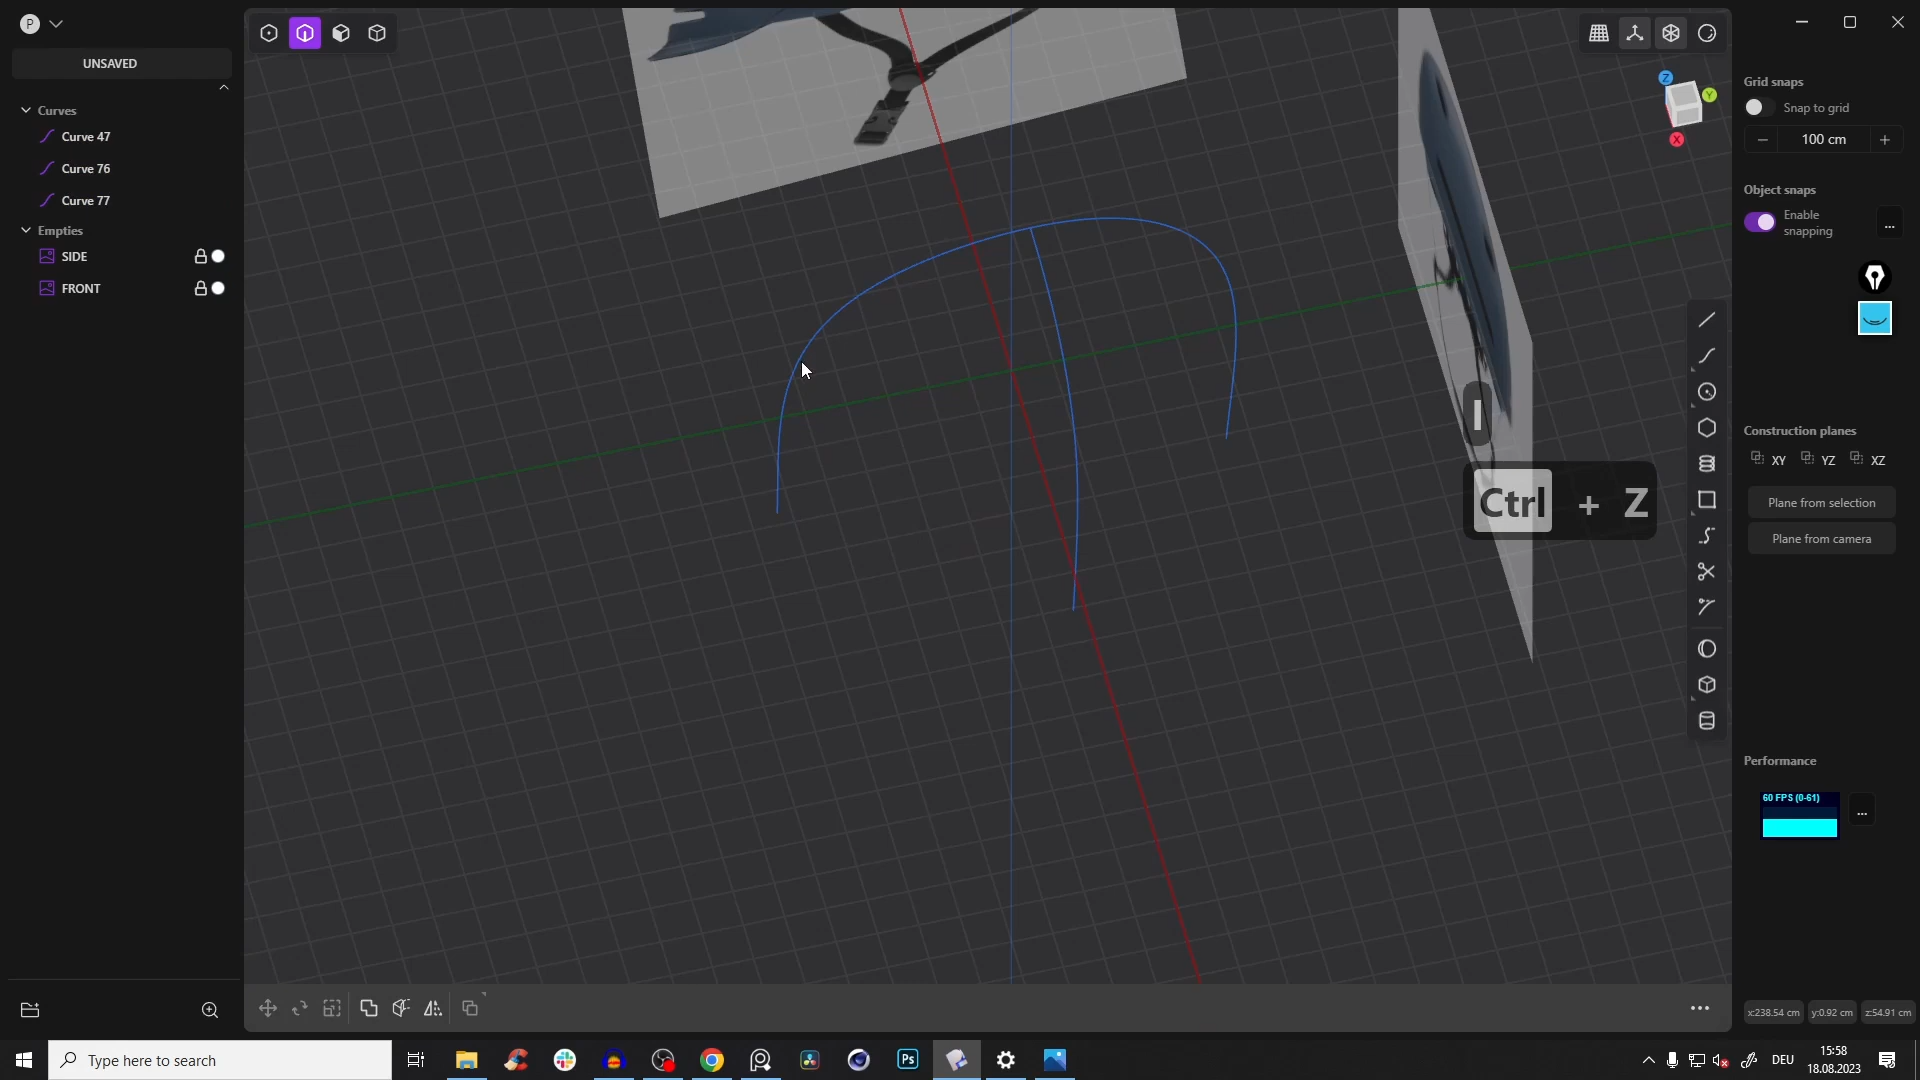 P
UNSAVED
Curves
Curve 47
Curve 76
Curve 77
Empties
SIDE
FRONT
Z
Y
X
Grid snaps
Snap to grid
− 100 cm +
Object snaps
Enable snapping
...
Construction planes
XY YZ XZ
Plane from selection
Plane from camera
I
Ctrl + Z
Performance
60 FPS (0-61)
...
x:238.54 cm y:0.92 cm z:54.91 cm
Type here to search
Ps
DEU
15:58
18.08.2023